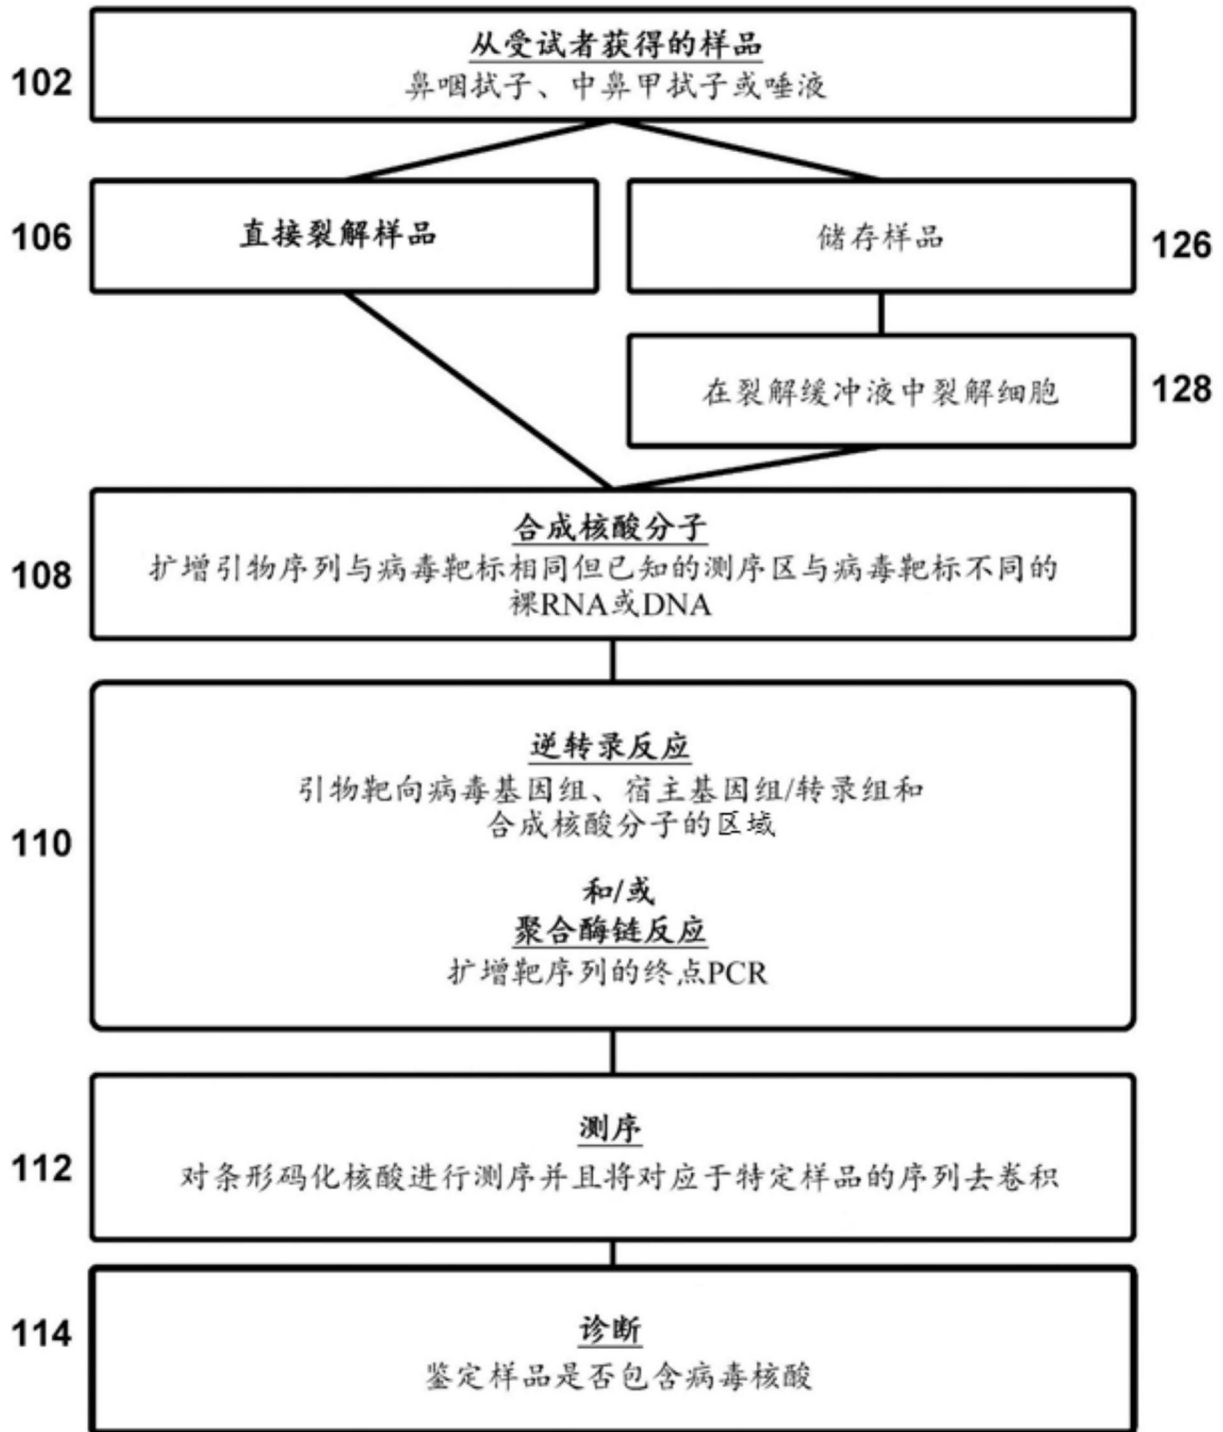 从受试者获得的样品
102
鼻咽拭子、中鼻甲拭子或唾液
106
直接裂解样品
储存样品
126
在裂解缓冲液中裂解细胞
128
合成核酸分子
108
扩增引物序列与病毒靶标相同但已知的测序区与病毒靶标不同的
裸RNA或DNA
逆转录反应
引物靶向病毒基因组、宿主基因组/转录组和
合成核酸分子的区域
110
和/或
聚合酶链反应
扩增靶序列的终点PCR
测序
112
对条形码化核酸进行测序并且将对应于特定样品的序列去卷积
诊断
114
鉴定样品是否包含病毒核酸